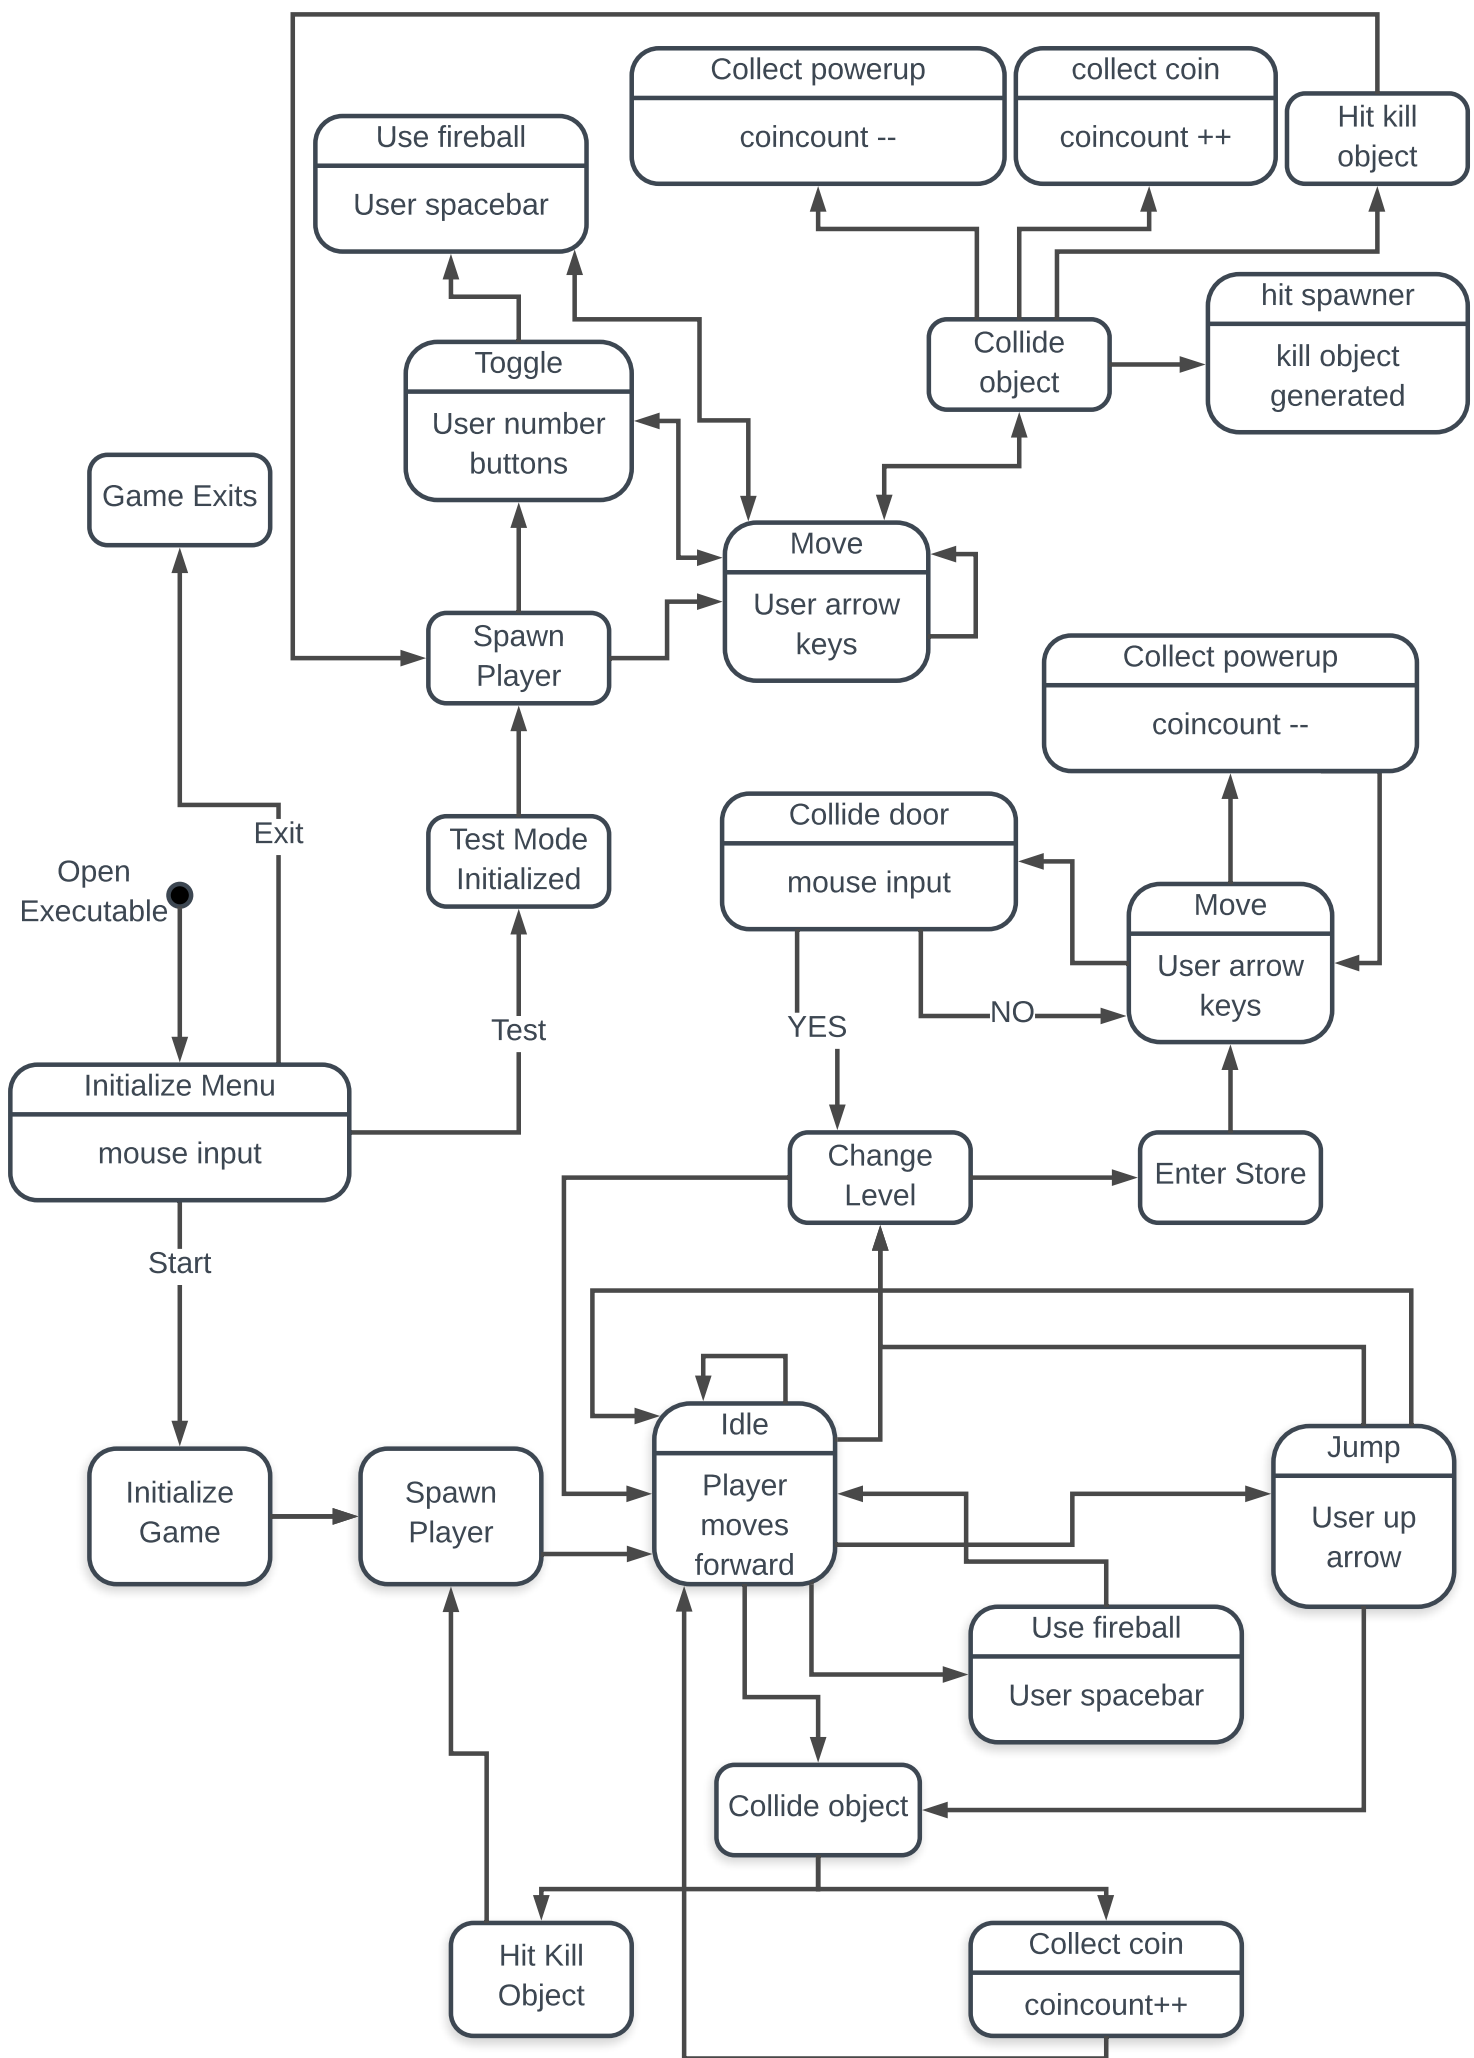 Collect powerup
coincount --
collect coin
coincount ++
Hit kill
object
Use fireball
User spacebar
hit spawner
kill object
generated
Collide
object
Toggle
User number
buttons
Game Exits
Move
User arrow
keys
Spawn
Player
Collect powerup
coincount --
Exit
Test Mode
Initialized
Collide door
mouse input
Open
Executable
Move
User arrow
keys
YES
NO
Test
Initialize Menu
mouse input
Change
Level
Enter Store
Start
Idle
Player
moves
forward
Jump
User up
arrow
Initialize
Game
Spawn
Player
Use fireball
User spacebar
Collide object
Hit Kill
Object
Collect coin
coincount++